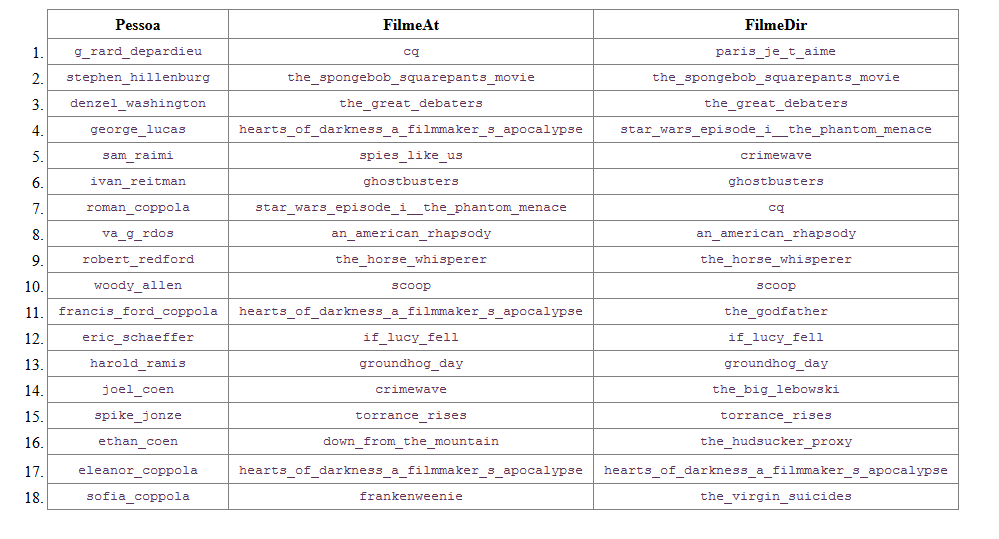 Pessoa FilmeAt FilmeDir
1. g_rard_depardieu cq paris_je_t_aime
2. stephen_hillenburg the_spongebob_squarepants_movie the_spongebob_squarepants_movie
3. denzel_washington the_great_debaters the_great_debaters
4. george_lucas hearts_of_darkness_a_filmmaker_s_apocalypse star_wars_episode_i__the_phantom_menace
5. sam_raimi spies_like_us crimewave
6. ivan_reitman ghostbusters ghostbusters
7. roman_coppola star_wars_episode_i__the_phantom_menace cq
8. va_g_rdos an_american_rhapsody an_american_rhapsody
9. robert_redford the_horse_whisperer the_horse_whisperer
10. woody_allen scoop scoop
11. francis_ford_coppola hearts_of_darkness_a_filmmaker_s_apocalypse the_godfather
12. eric_schaeffer if_lucy_fell if_lucy_fell
13. harold_ramis groundhog_day groundhog_day
14. joel_coen crimewave the_big_lebowski
15. spike_jonze torrance_rises torrance_rises
16. ethan_coen down_from_the_mountain the_hudsucker_proxy
17. eleanor_coppola hearts_of_darkness_a_filmmaker_s_apocalypse hearts_of_darkness_a_filmmaker_s_apocalypse
18. sofia_coppola frankenweenie the_virgin_suicides